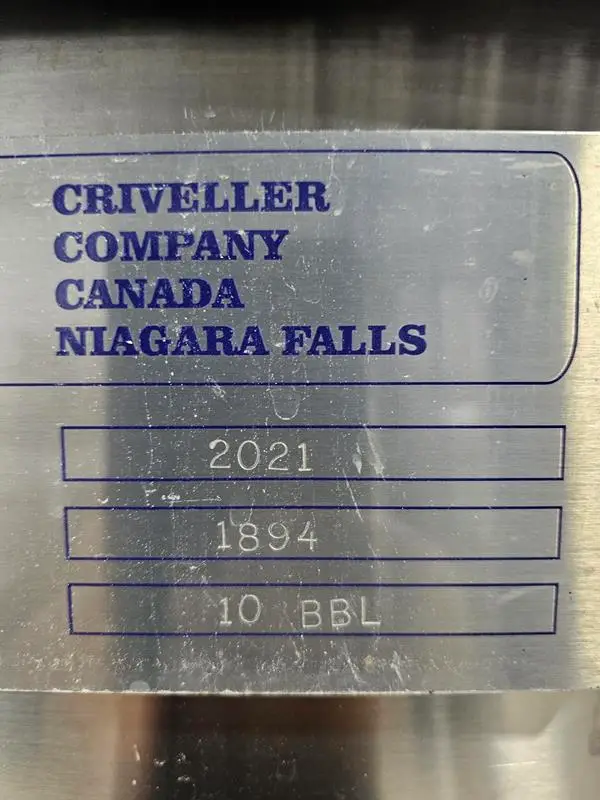 CRIVELLER
COMPANY
CANADA
NIAGARA FALLS
2021
1894
10 BBL